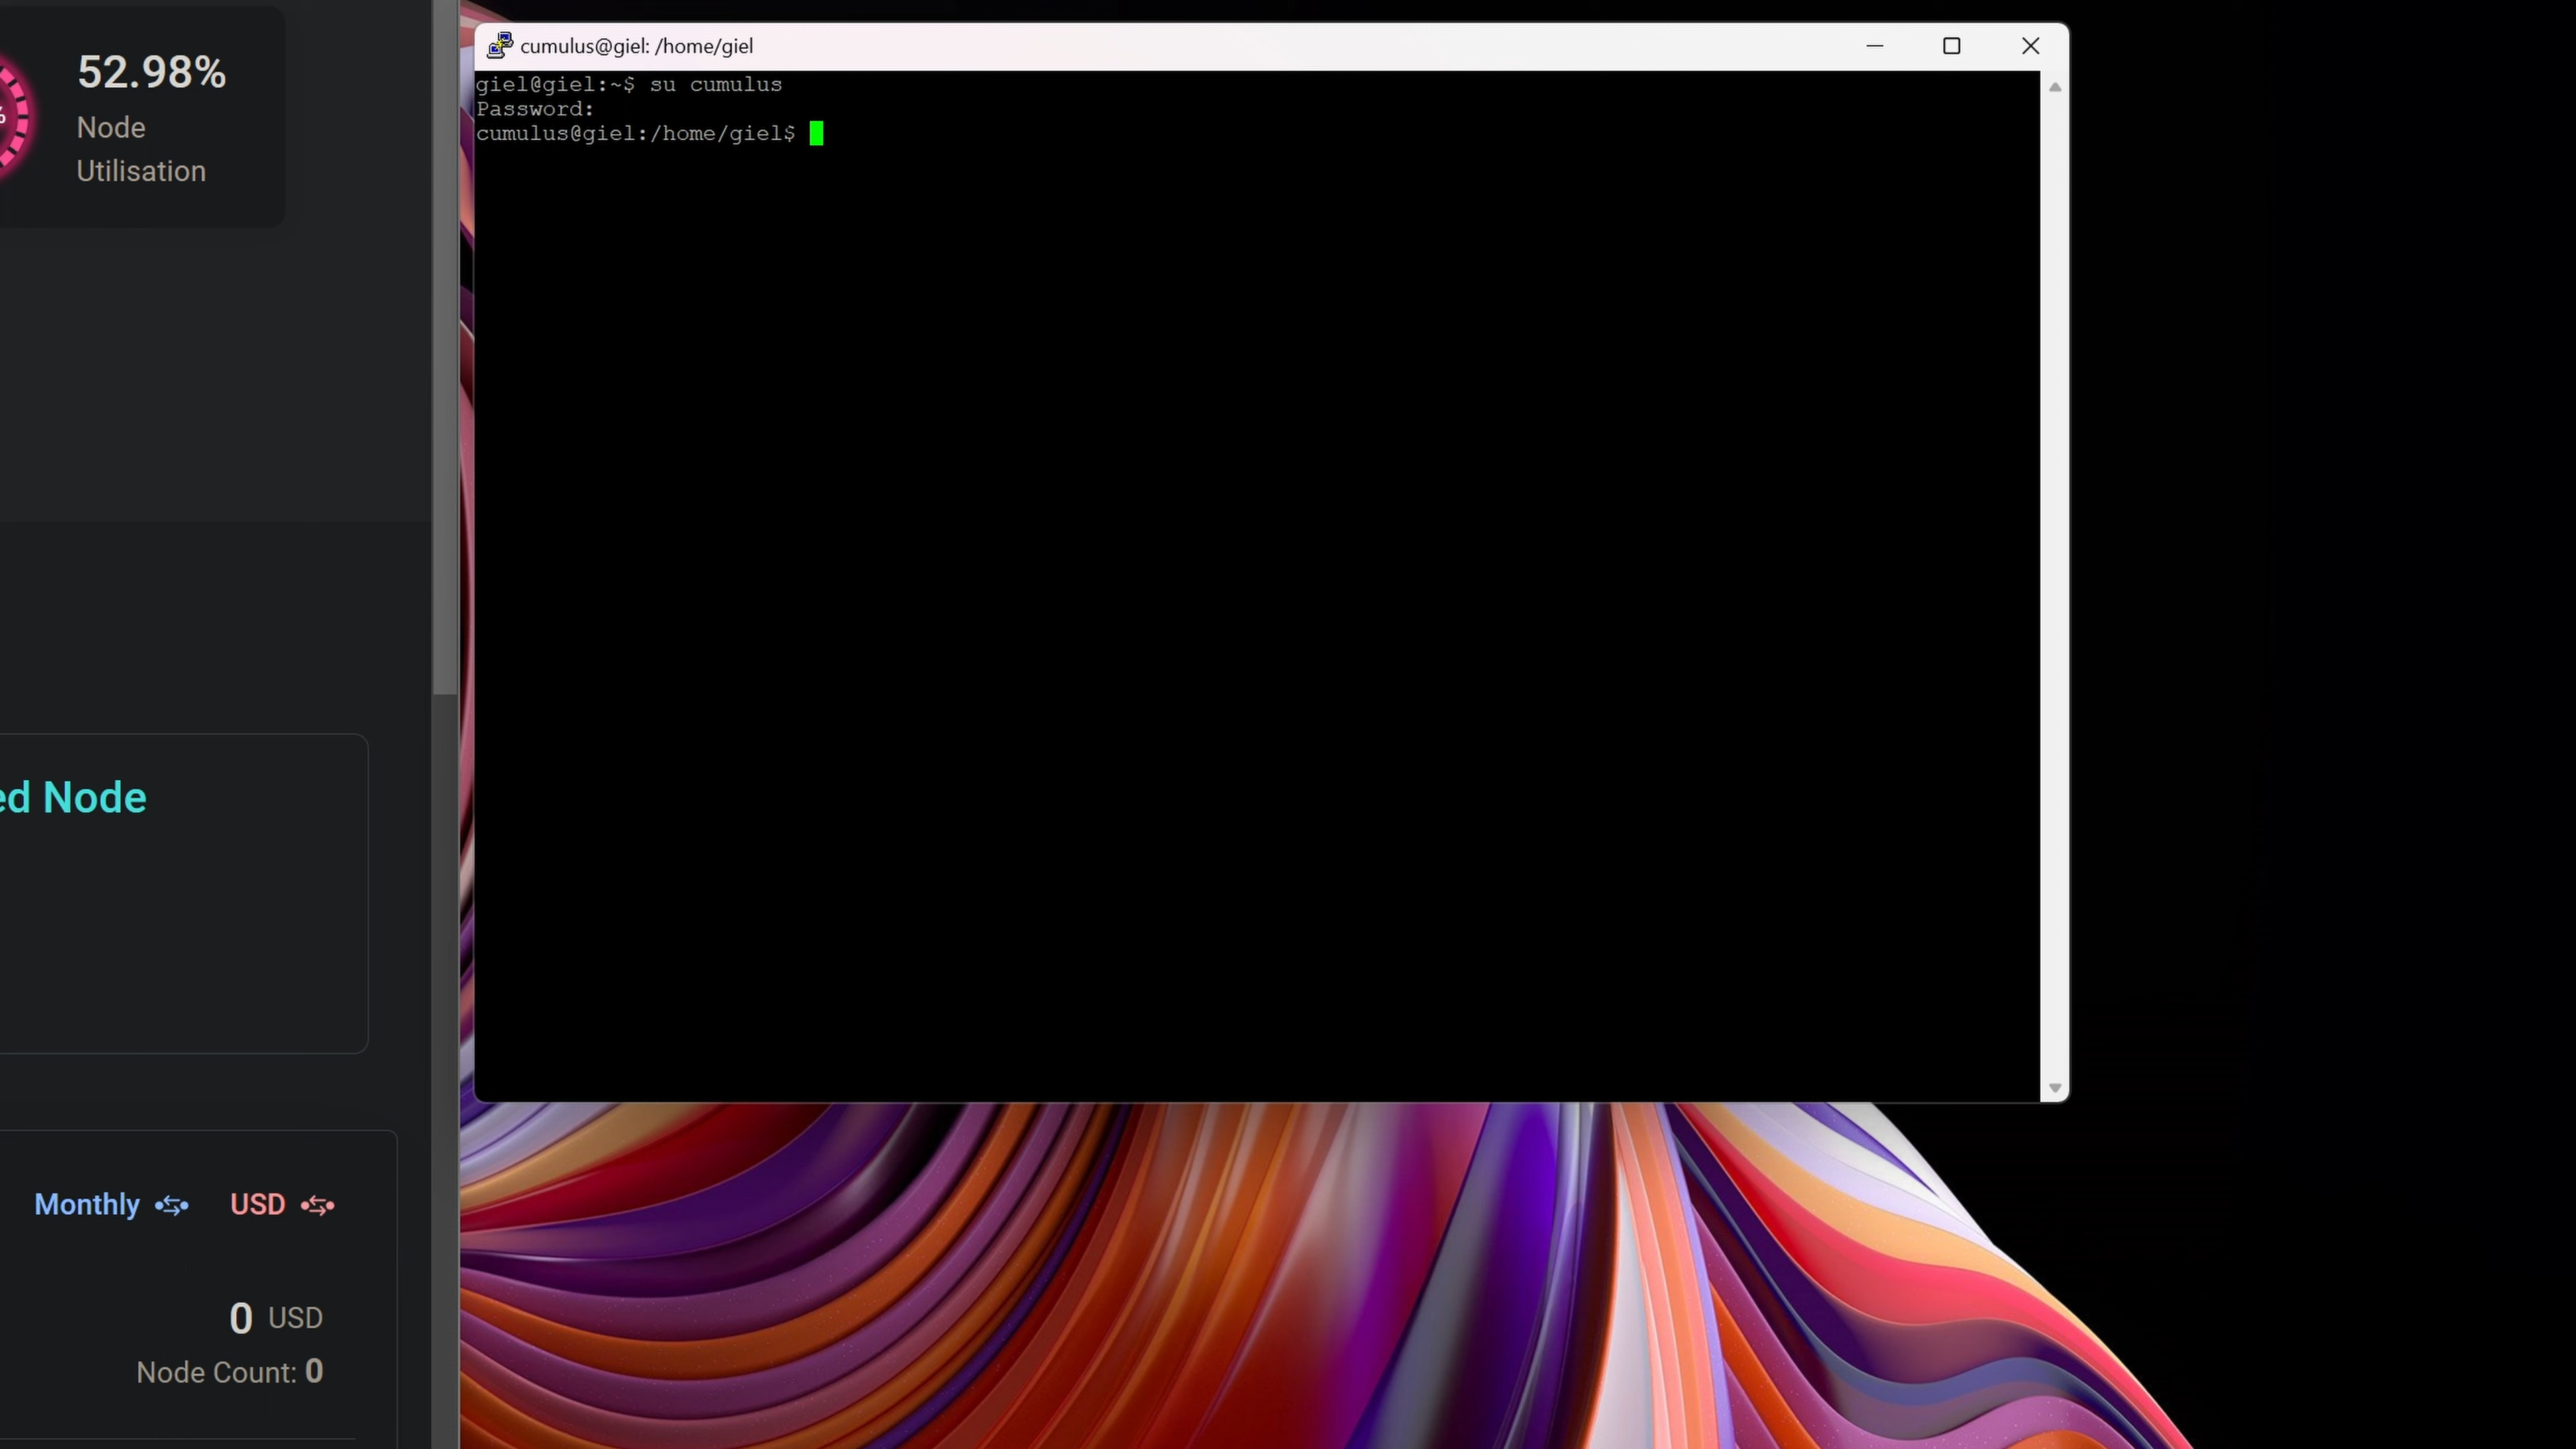 52.98%
Node
Utilisation
%
ed Node
Monthly
USD
0 USD
Node Count: 0
cumulus@giel: /home/giel
giel@giel:~$ su cumulus
Password:
cumulus@giel:/home/giel$